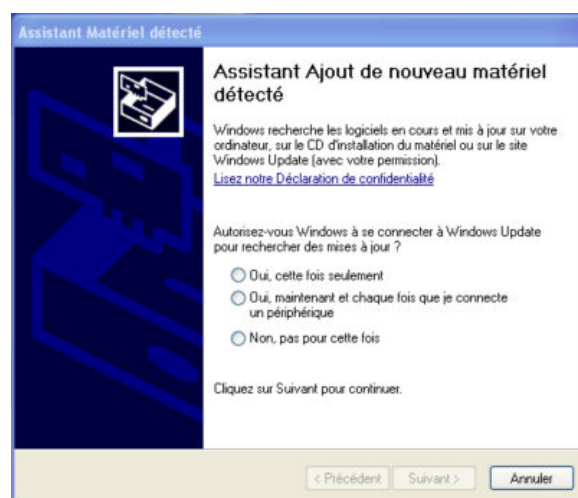 Assistant Matériel détecté
Assistant Ajout de nouveau matériel
détecté
Windows recherche les logiciels en cours et mis à jour sur votre
ordinateur, sur le CD d'installation du matériel ou sur le site
Windows Update (avec votre permission).
Lisez notre Déclaration de confidentialité
Autorisez-vous Windows à se connecter à Windows Update
pour rechercher des mises à jour ?
Oui, cette fois seulement
Oui, maintenant et chaque fois que je connecte
un périphérique
Non, pas pour cette fois
Cliquez sur Suivant pour continuer.
< Précédent Suivant > Annuler